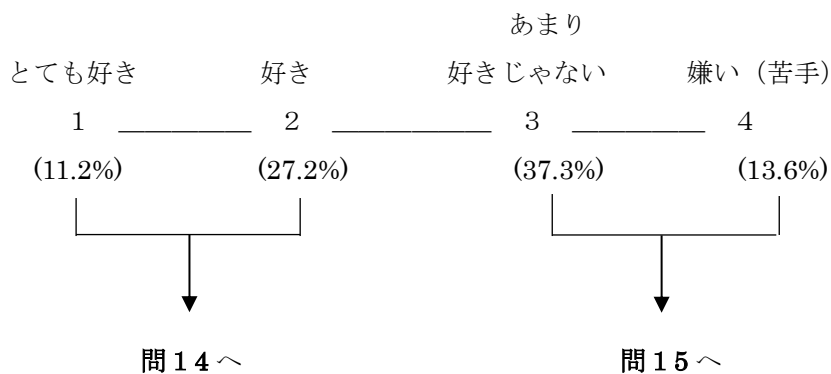 あまり
とても好き 好き 好きじゃない 嫌い（苦手）
１ ２ ３ ４
(11.2%) (27.2%) (37.3%) (13.6%)
問１４へ 問１５へ